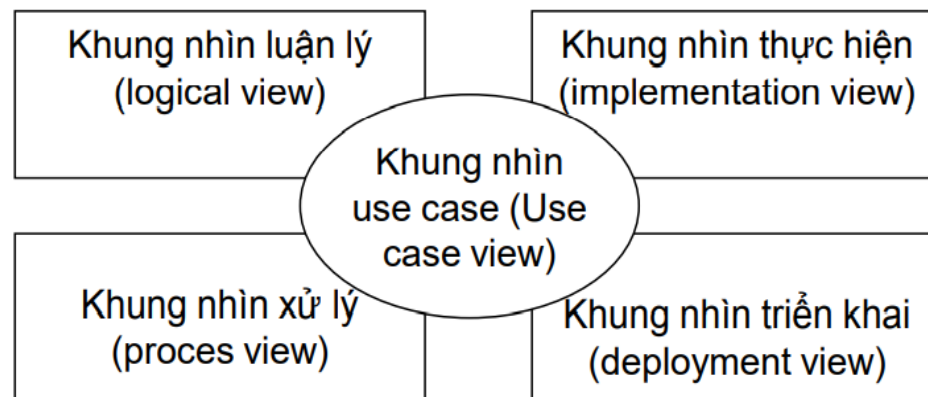 Khung nhìn luận lý
(logical view)
Khung nhìn thực hiện
(implementation view)
Khung nhìn
use case (Use
case view)
Khung nhìn xử lý
(proces view)
Khung nhìn triển khai
(deployment view)